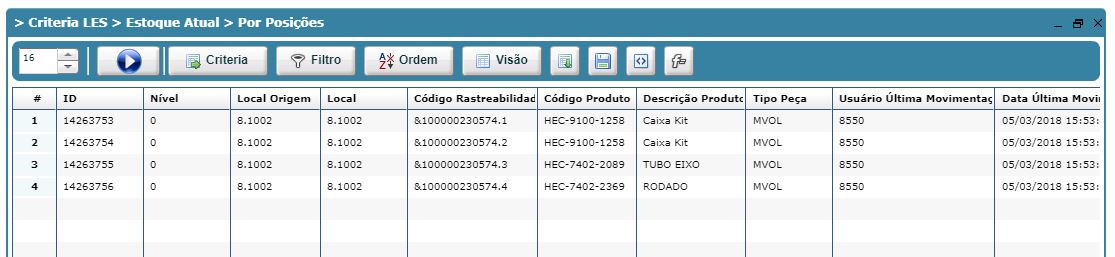 > Criteria LES > Estoque Atual > Por Posições
16 Criteria Filtro A Z Ordem Visão
# ID Nível Local Origem Local Código Rastreabilidad Código Produto Descrição Produto Tipo Peça Usuário Última Movimentaç Data Última Movi
1 14263753 0 8.1002 8.1002 &100000230574.1 HEC-9100-1258 Caixa Kit MVOL 8550 05/03/2018 15:53:
2 14263754 0 8.1002 8.1002 &100000230574.2 HEC-9100-1258 Caixa Kit MVOL 8550 05/03/2018 15:53:
3 14263755 0 8.1002 8.1002 &100000230574.3 HEC-7402-2089 TUBO EIXO MVOL 8550 05/03/2018 15:53:
4 14263756 0 8.1002 8.1002 &100000230574.4 HEC-7402-2369 RODADO MVOL 8550 05/03/2018 15:53: